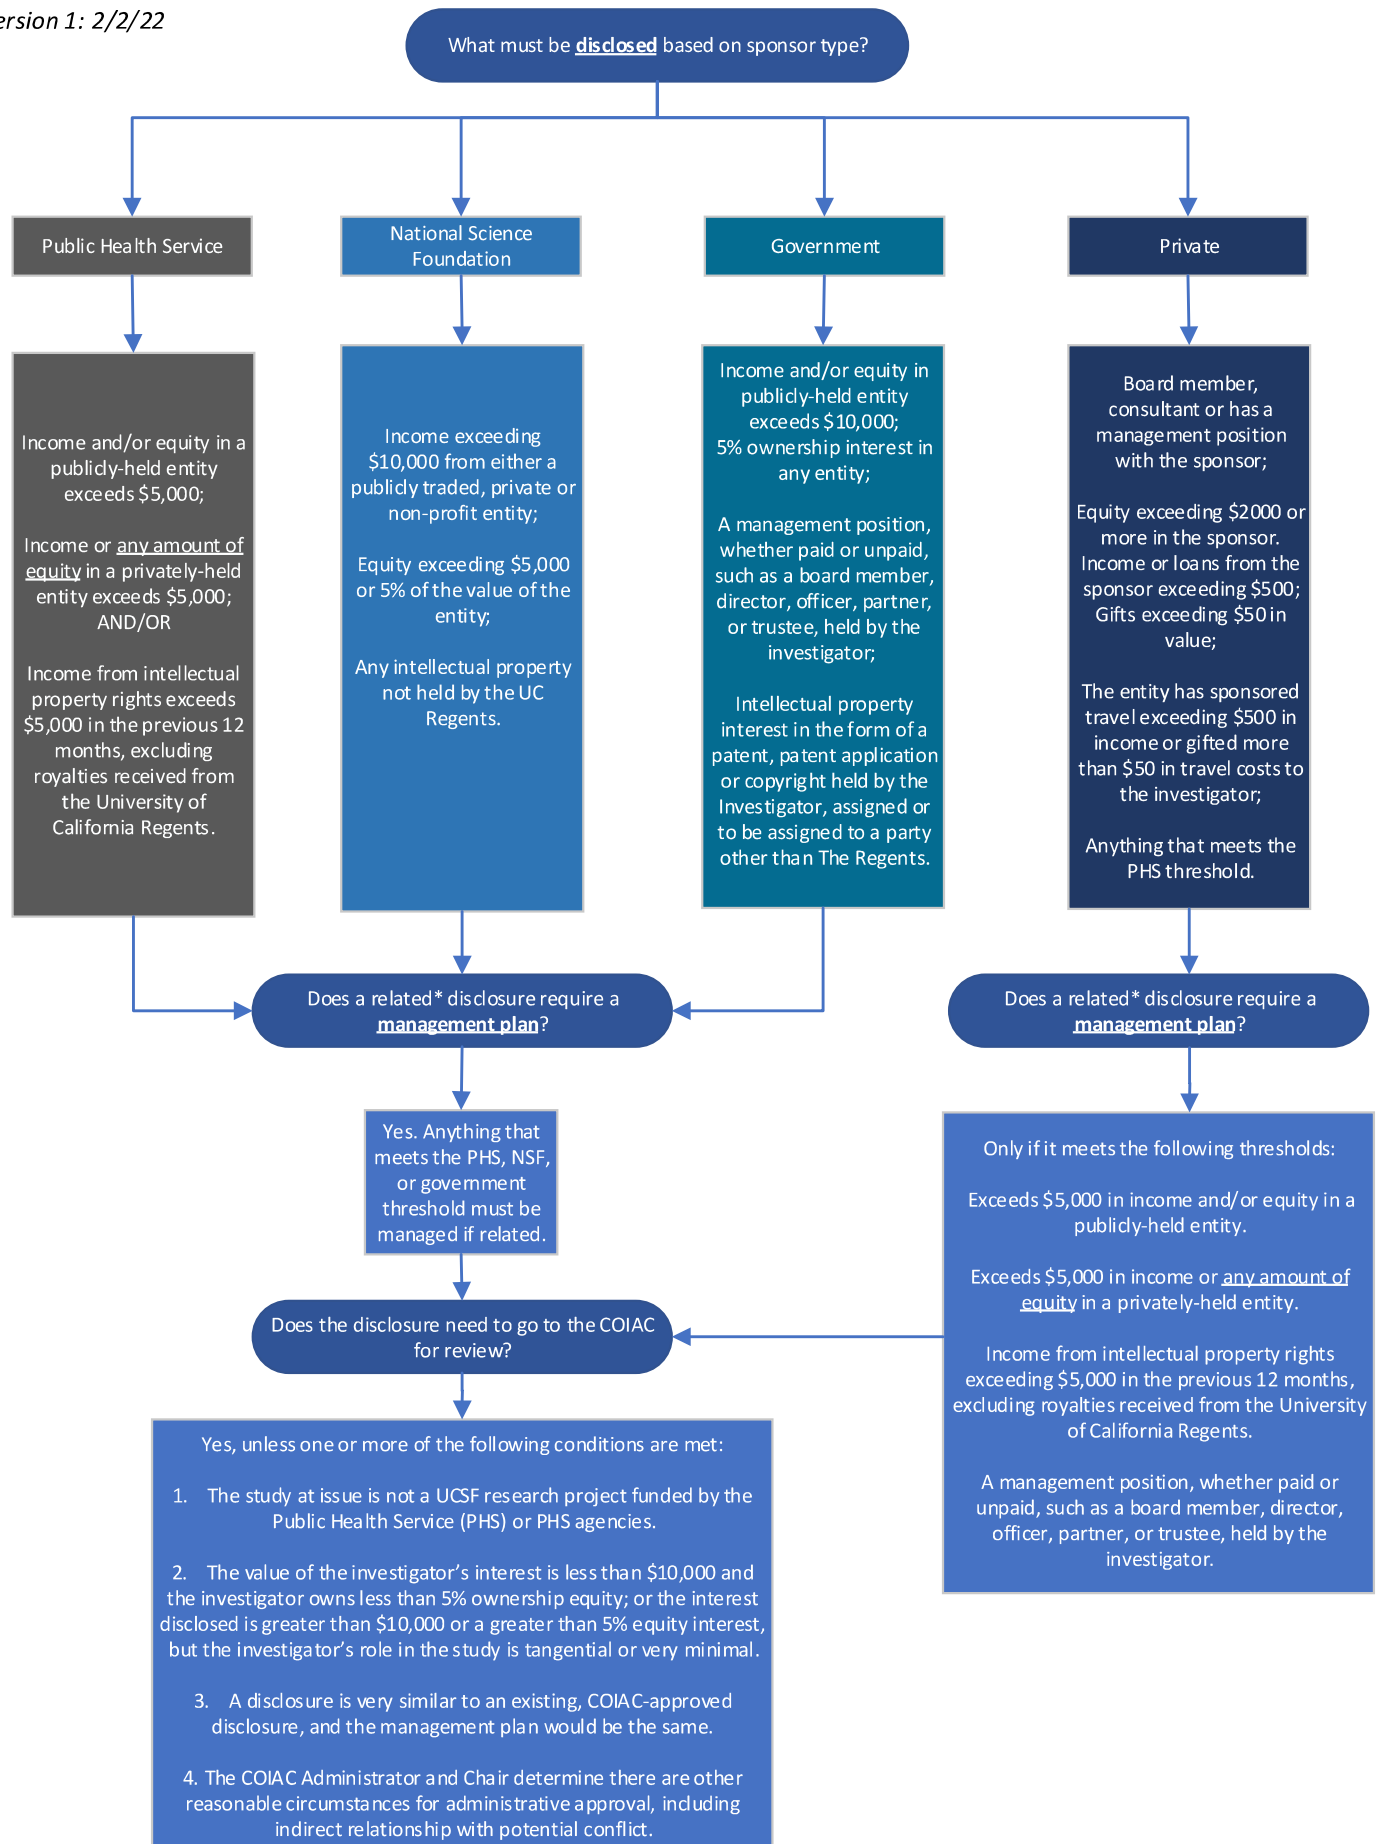 ersion 1: 2/2/22
What must be disclosed based on sponsor type?
Public Health Service
National Science
Foundation
Government
Private
Income and/or equity in a
publicly-held entity
exceeds $5,000;
Income or any amount of
equity in a privately-held
entity exceeds $5,000;
AND/OR
Income from intellectual
property rights exceeds
$5,000 in the previous 12
months, excluding
royalties received from
the University of
California Regents.
Income exceeding
$10,000 from either a
publicly traded, private or
non-profit entity;
Equity exceeding $5,000
or 5% of the value of the
entity;
Any intellectual property
not held by the UC
Regents.
Income and/or equity in
publicly-held entity
exceeds $10,000;
5% ownership interest in
any entity;
A management position,
whether paid or unpaid,
such as a board member,
director, officer, partner,
or trustee, held by the
investigator;
Intellectual property
interest in the form of a
patent, patent application
or copyright held by the
Investigator, assigned or
to be assigned to a party
other than The Regents.
Board member,
consultant or has a
management position
with the sponsor;
Equity exceeding $2000 or
more in the sponsor.
Income or loans from the
sponsor exceeding $500;
Gifts exceeding $50 in
value;
The entity has sponsored
travel exceeding $500 in
income or gifted more
than $50 in travel costs to
the investigator;
Anything that meets the
PHS threshold.
Does a related* disclosure require a
management plan?
Does a related* disclosure require a
management plan?
Yes. Anything that
meets the PHS, NSF,
or government
threshold must be
managed if related.
Only if it meets the following thresholds:
Exceeds $5,000 in income and/or equity in a
publicly-held entity.
Exceeds $5,000 in income or any amount of
equity in a privately-held entity.
Income from intellectual property rights
exceeding $5,000 in the previous 12 months,
excluding royalties received from the University
of California Regents.
A management position, whether paid or
unpaid, such as a board member, director,
officer, partner, or trustee, held by the
investigator.
Does the disclosure need to go to the COIAC
for review?
Yes, unless one or more of the following conditions are met:
1. The study at issue is not a UCSF research project funded by the
Public Health Service (PHS) or PHS agencies.
2. The value of the investigator’s interest is less than $10,000 and
the investigator owns less than 5% ownership equity; or the interest
disclosed is greater than $10,000 or a greater than 5% equity interest,
but the investigator’s role in the study is tangential or very minimal.
3. A disclosure is very similar to an existing, COIAC-approved
disclosure, and the management plan would be the same.
4. The COIAC Administrator and Chair determine there are other
reasonable circumstances for administrative approval, including
indirect relationship with potential conflict.